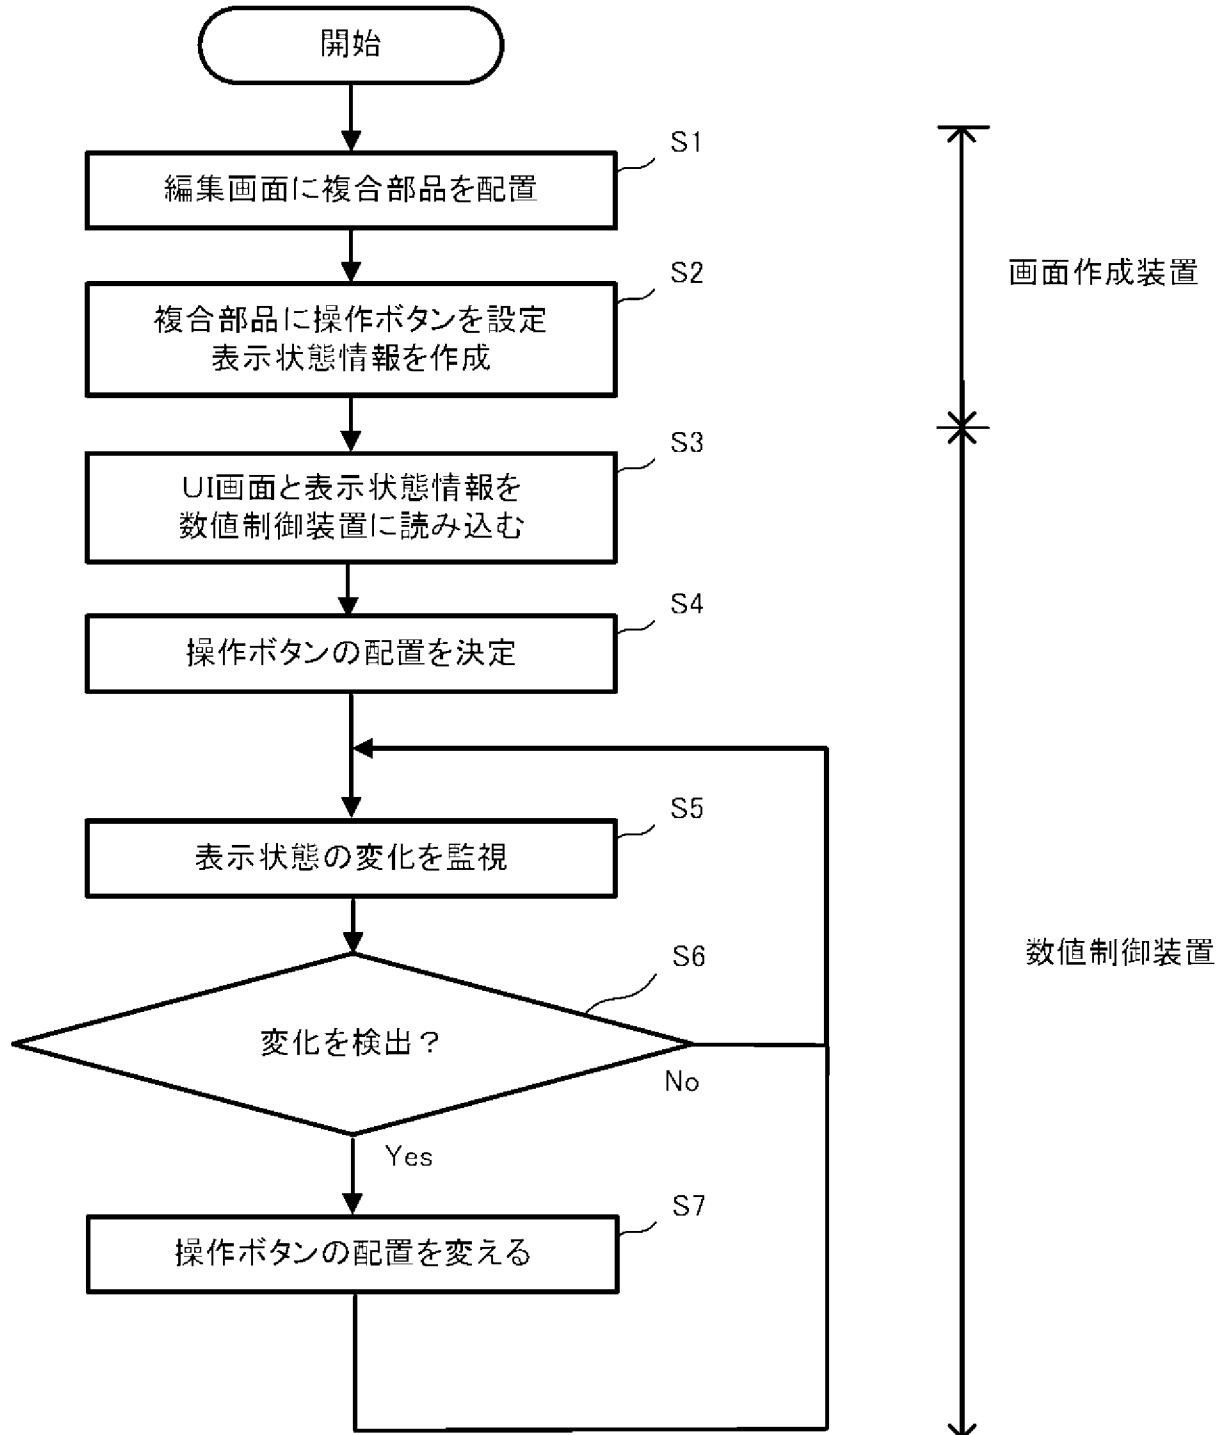 開始
S1
編集画面に複合部品を配置
S2
画面作成装置
複合部品に操作ボタンを設定
表示状態情報を作成
S3
UI画面と表示状態情報を
数値制御装置に読み込む
S4
操作ボタンの配置を決定
S5
表示状態の変化を監視
S6
数値制御装置
変化を検出？
No
Yes
S7
操作ボタンの配置を変える